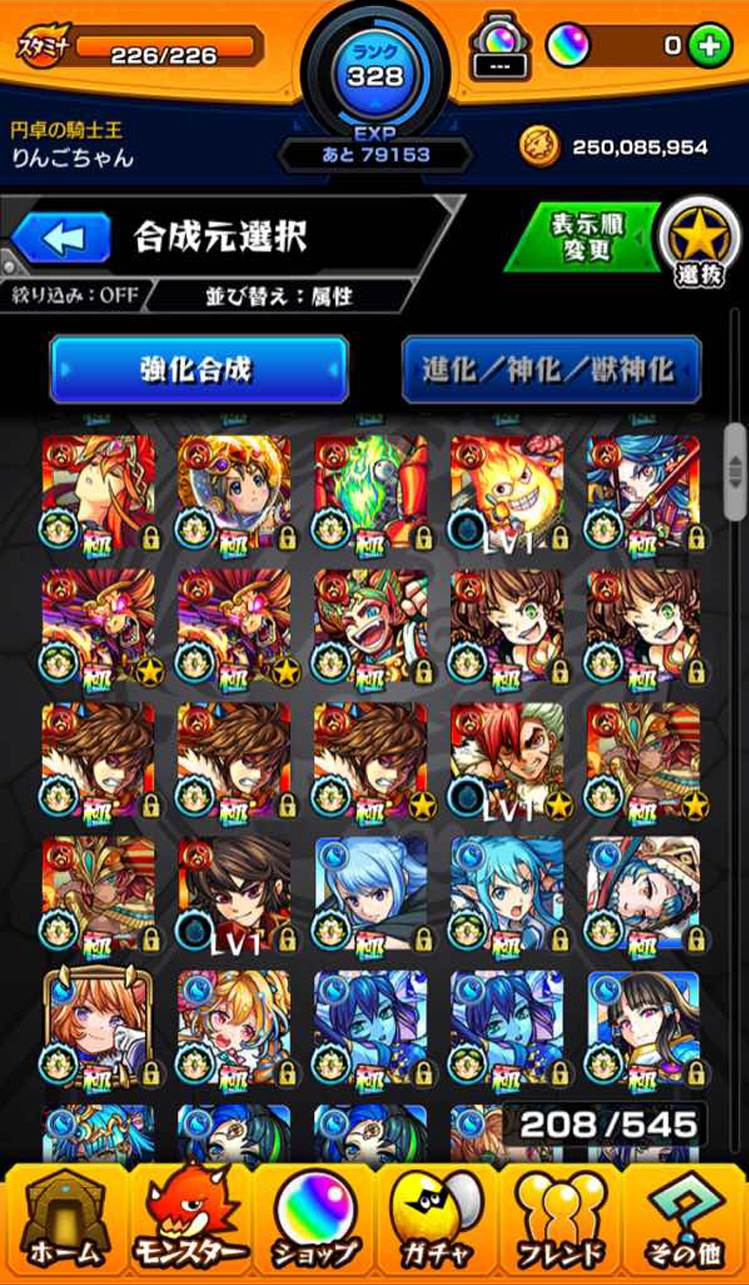 スタミナ
226/226
ランク
328
---
0
円卓の騎士王
りんごちゃん
EXP
あと 79153
250,085,954
合成元選択
表示順
変更
選抜
絞り込み：OFF
並び替え：属性
強化合成
進化／神化／獣神化
LV1
LV1
LV1
208/545
ホーム
モンスター
ショップ
ガチャ
フレンド
その他